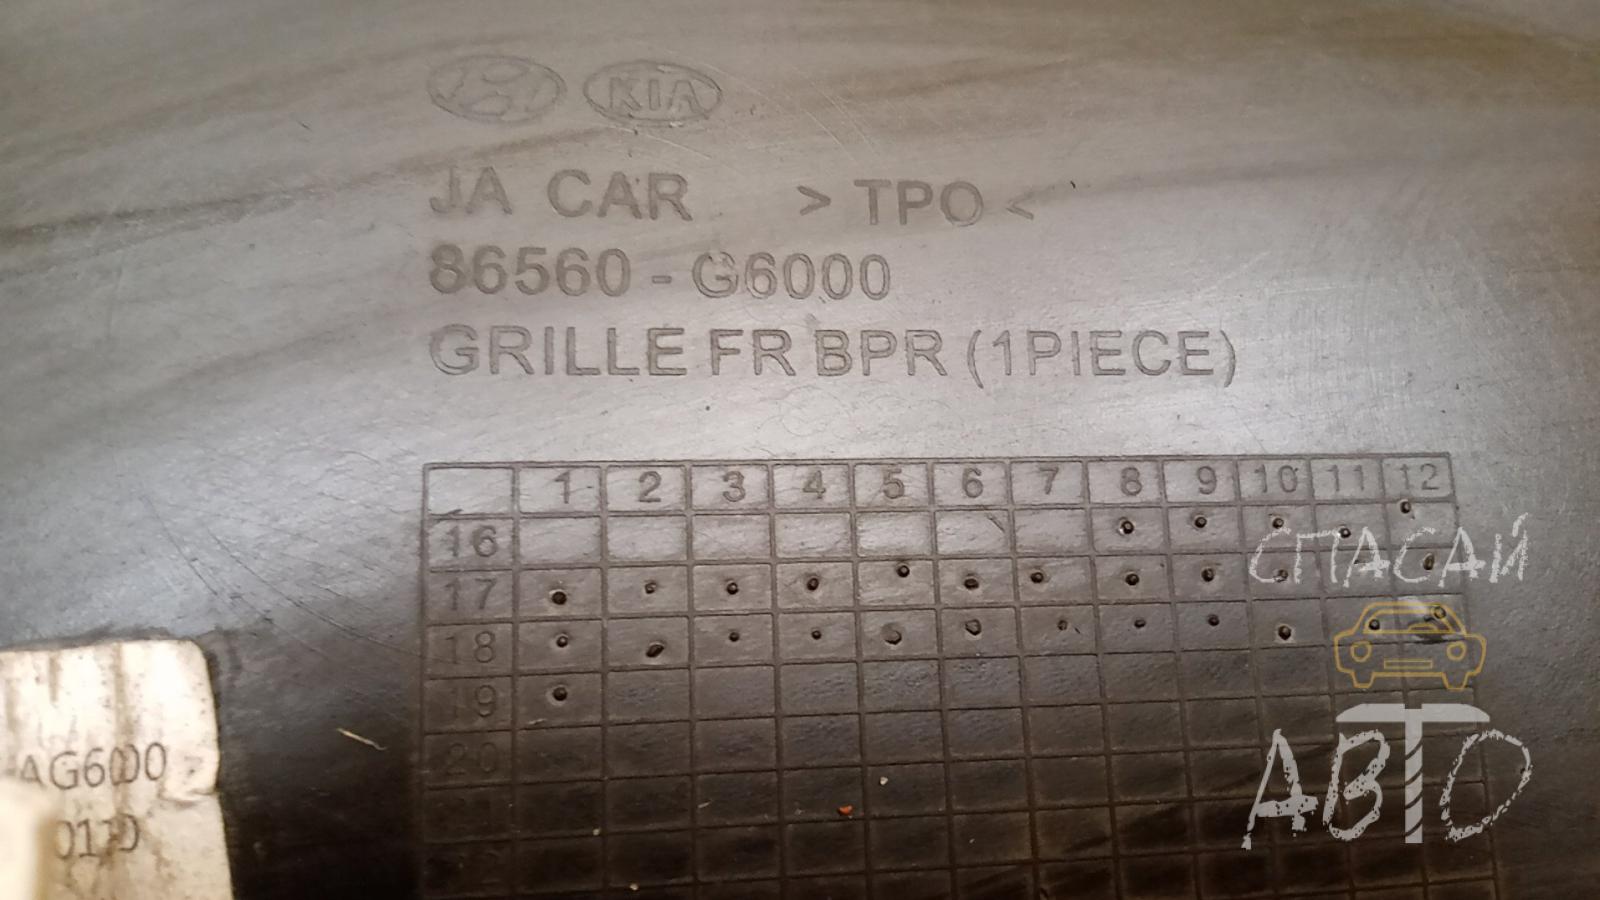 KIA
JA CAR > TPO <
86560 - G6000
GRILLE FR BPR (1PIECE)
1 2 3 4 5 6 7 8 9 10 11 12
16
17
18
19
20
AG6000
СПАСАЙ
АВТО